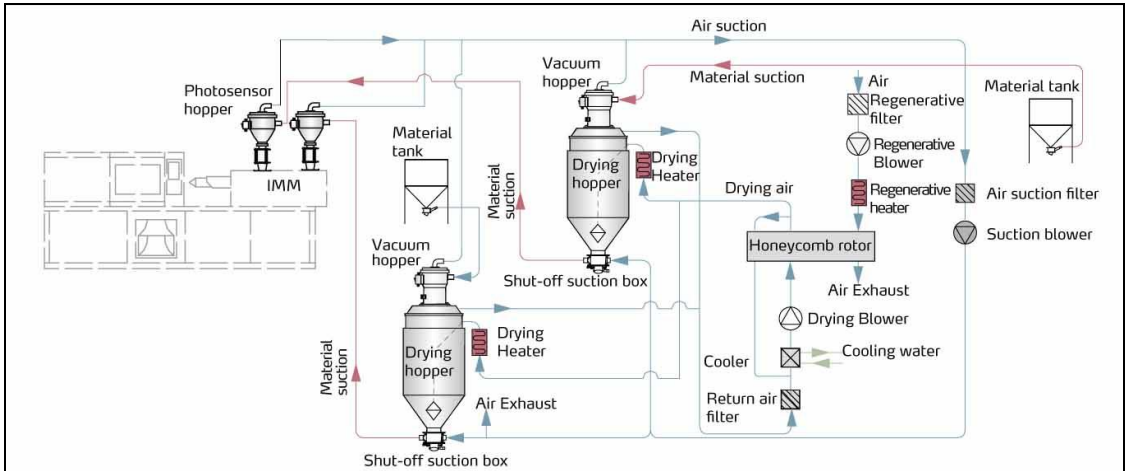 Air suction
Vacuum
hopper
Material suction
Photosensor
hopper
Air
Regenerative
filter
Material tank
Material
tank
Regenerative
Blower
Drying
Heater
Drying
hopper
IMM
Material
suction
Drying air
Regenerative
heater
Air suction filter
Suction blower
Honeycomb rotor
Vacuum
hopper
Shut-off suction box
Air Exhaust
Drying Blower
Drying
Heater
Drying
hopper
Cooler
Cooling water
Material
suction
Air Exhaust
Return air
filter
Shut-off suction box